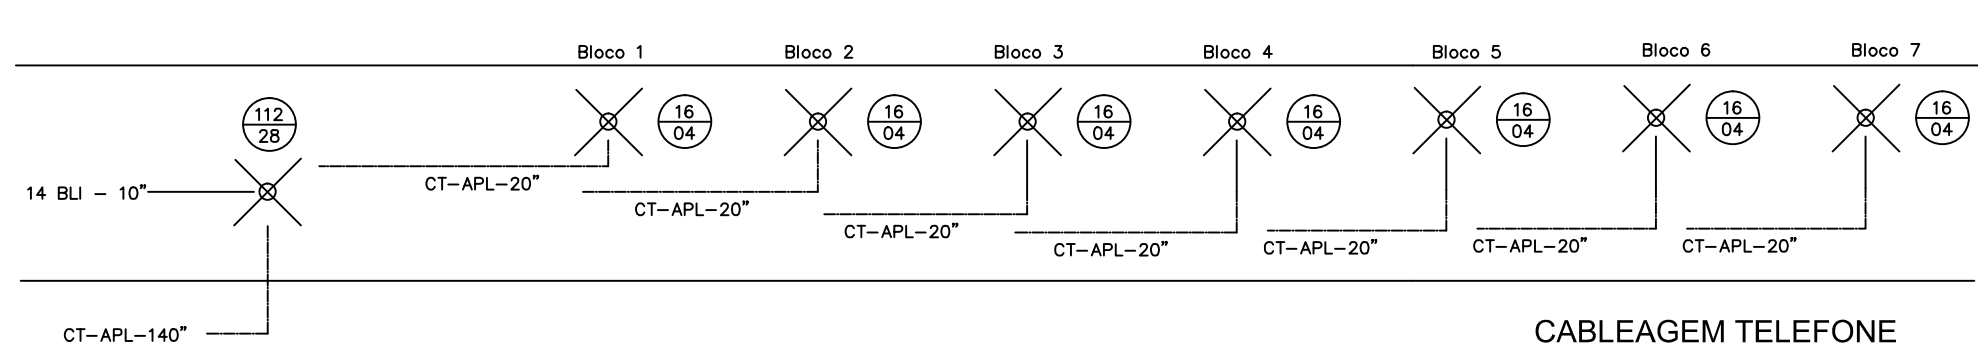 Bloco 1
Bloco 2
Bloco 3
Bloco 4
Bloco 5
Bloco 6
Bloco 7
112
28
16
04
16
04
16
04
16
04
16
04
16
04
16
04
14 BLI - 10"
CT-APL-20"
CT-APL-20"
CT-APL-20"
CT-APL-20"
CT-APL-20"
CT-APL-20"
CT-APL-20"
CT-APL-140"
CABLEAGEM TELEFONE